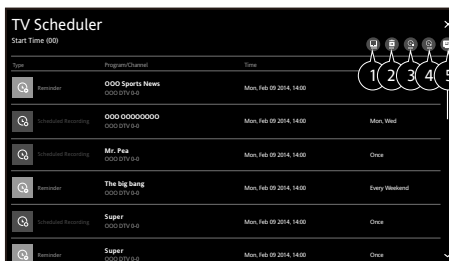 TV Scheduler
Start Time (00)
1 2 3 4 5
Type Program/Channel Time
Reminder OOO Sports News Mon, Feb 09 2014, 14:00
OOO DTV 0-0
Scheduled Recording OOO OOOOOOOO Mon, Feb 09 2014, 14:00 Mon, Wed
OOO DTV 0-0
Scheduled Recording Mr. Pea Mon, Feb 09 2014, 14:00 Once
OOO DTV 0-0
Reminder The big bang Mon, Feb 09 2014, 14:00 Every Weekend
OOO DTV 0-0
Scheduled Recording Super Mon, Feb 09 2014, 14:00 Once
OOO DTV 0-0
Reminder Super Mon, Feb 09 2014, 14:00 Once
OOO DTV 0-0